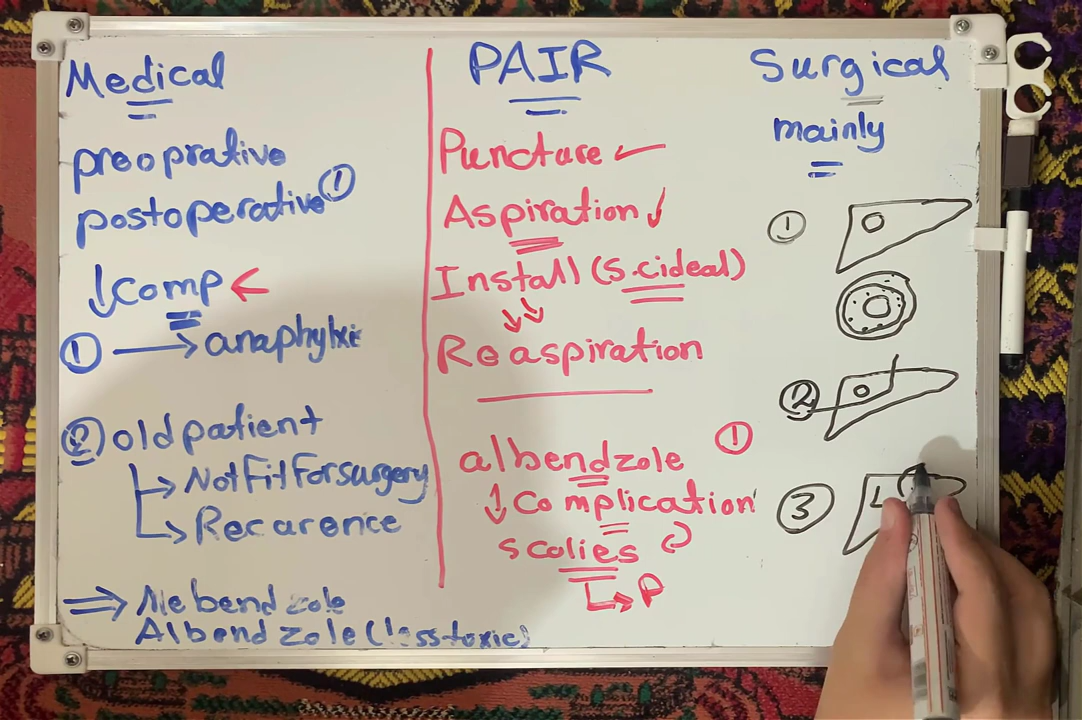 Medical
preoprative
postoperative ①
↓ comp ←
① → anaphylxi
② old patient
→ Not Fit For surgery
→ Recarence
⇒ Mebendzole
Albendzole (less toxic)
PAIR
Puncture ✓
Aspiration ✓
Install (s.cideal)
Reaspiration
albendzole ①
↓ complication
scolies
→ P
Surgical
mainly
①
②
③